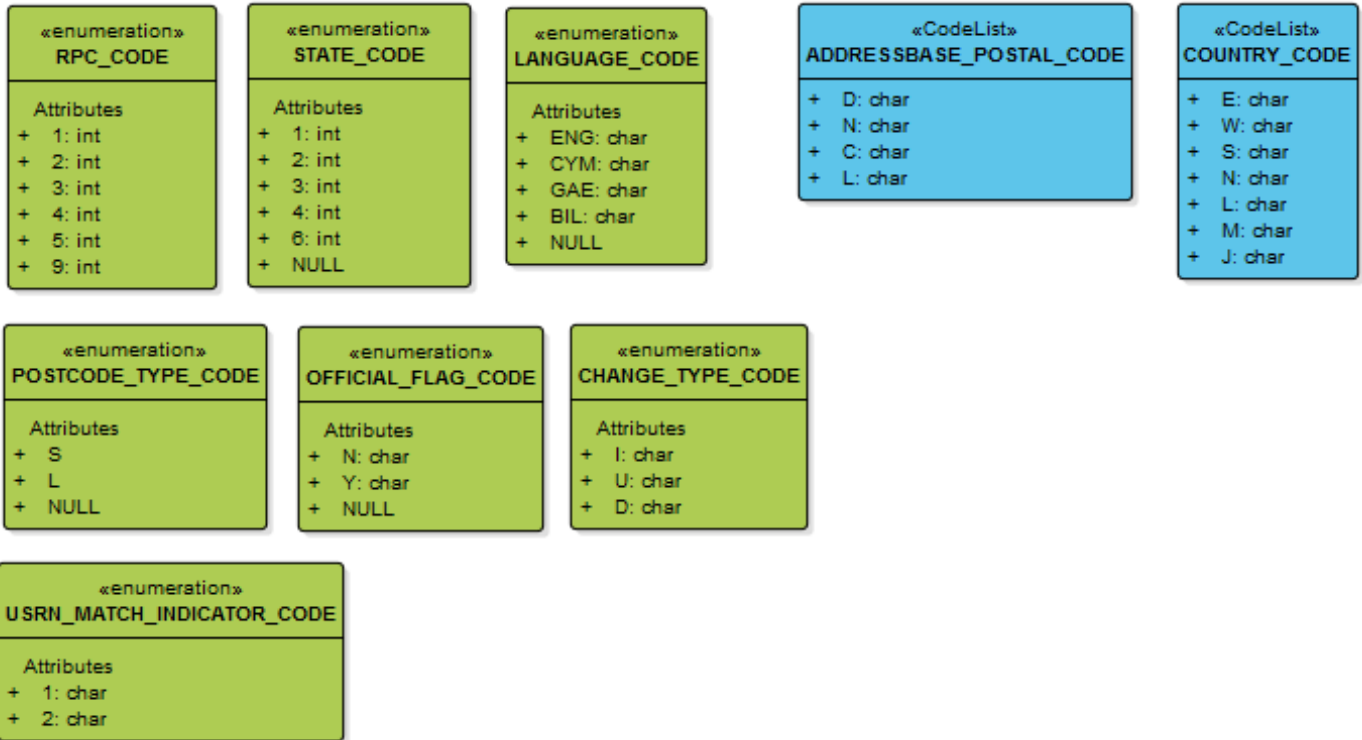 «enumeration»
RPC_CODE
Attributes
+ 1: int
+ 2: int
+ 3: int
+ 4: int
+ 5: int
+ 9: int
«enumeration»
STATE_CODE
Attributes
+ 1: int
+ 2: int
+ 3: int
+ 4: int
+ 6: int
+ NULL
«enumeration»
LANGUAGE_CODE
Attributes
+ ENG: char
+ CYM: char
+ GAE: char
+ BIL: char
+ NULL
«CodeList»
ADDRESSBASE_POSTAL_CODE
+ D: char
+ N: char
+ C: char
+ L: char
«CodeList»
COUNTRY_CODE
+ E: char
+ W: char
+ S: char
+ N: char
+ L: char
+ M: char
+ J: char
«enumeration»
POSTCODE_TYPE_CODE
Attributes
+ S
+ L
+ NULL
«enumeration»
OFFICIAL_FLAG_CODE
Attributes
+ N: char
+ Y: char
+ NULL
«enumeration»
CHANGE_TYPE_CODE
Attributes
+ I: char
+ U: char
+ D: char
«enumeration»
USRN_MATCH_INDICATOR_CODE
Attributes
+ 1: char
+ 2: char